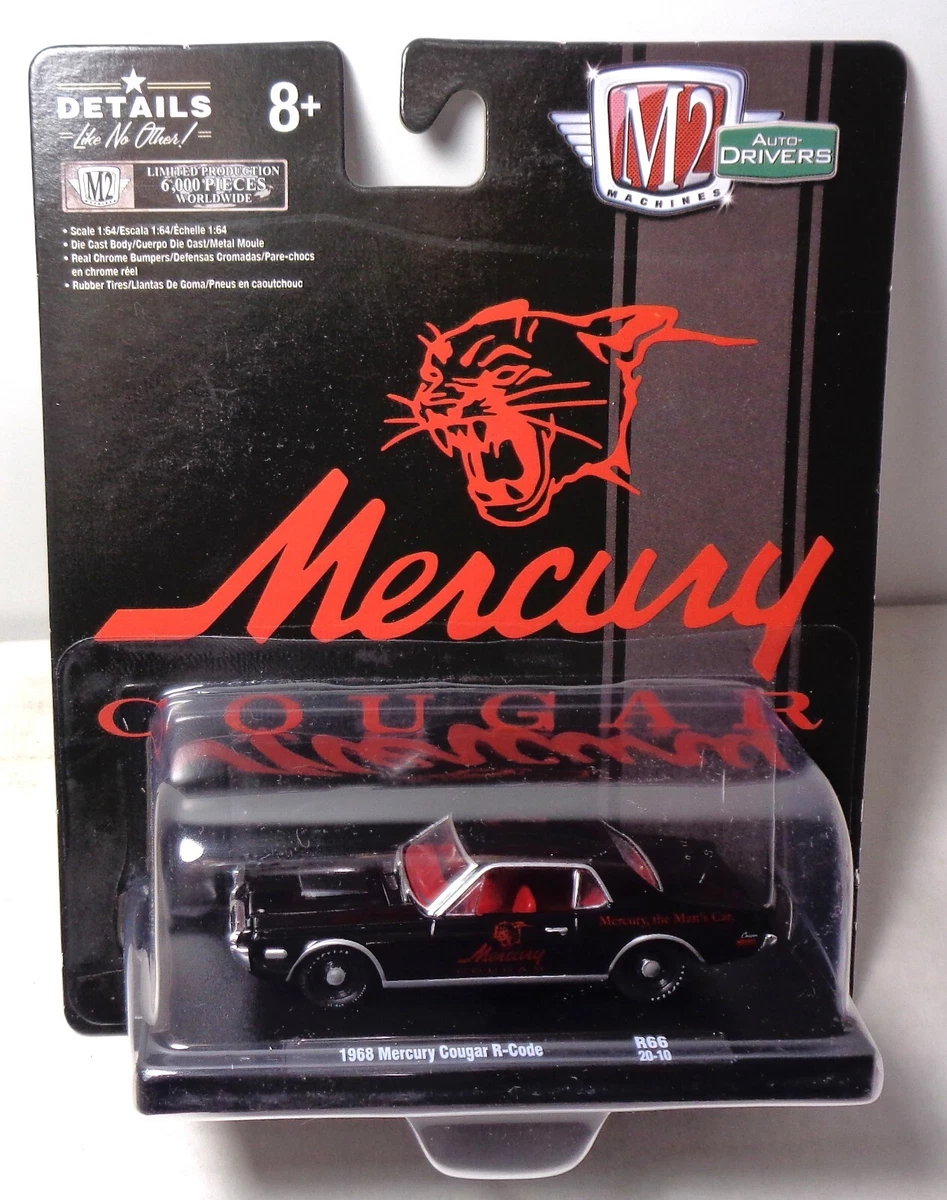 DETAILS
Like No Other!
8+
M2
MACHINES
LIMITED PRODUCTION
6,000 PIECES
WORLDWIDE
• Scale 1:64/Escala 1:64/Échelle 1:64
• Die Cast Body/Cuerpo Die Cast/Metal Moule
• Real Chrome Bumpers/Defensas Cromadas/Pare-chocs
en chrome réel
• Rubber Tires/Llantas De Goma/Pneus en caoutchouc
M2
MACHINES
AUTO-
DRIVERS
Mercury
COUGAR
Mercury, the Man's Car.
Mercury
COUGAR
1968 Mercury Cougar R-Code
R66
20-10